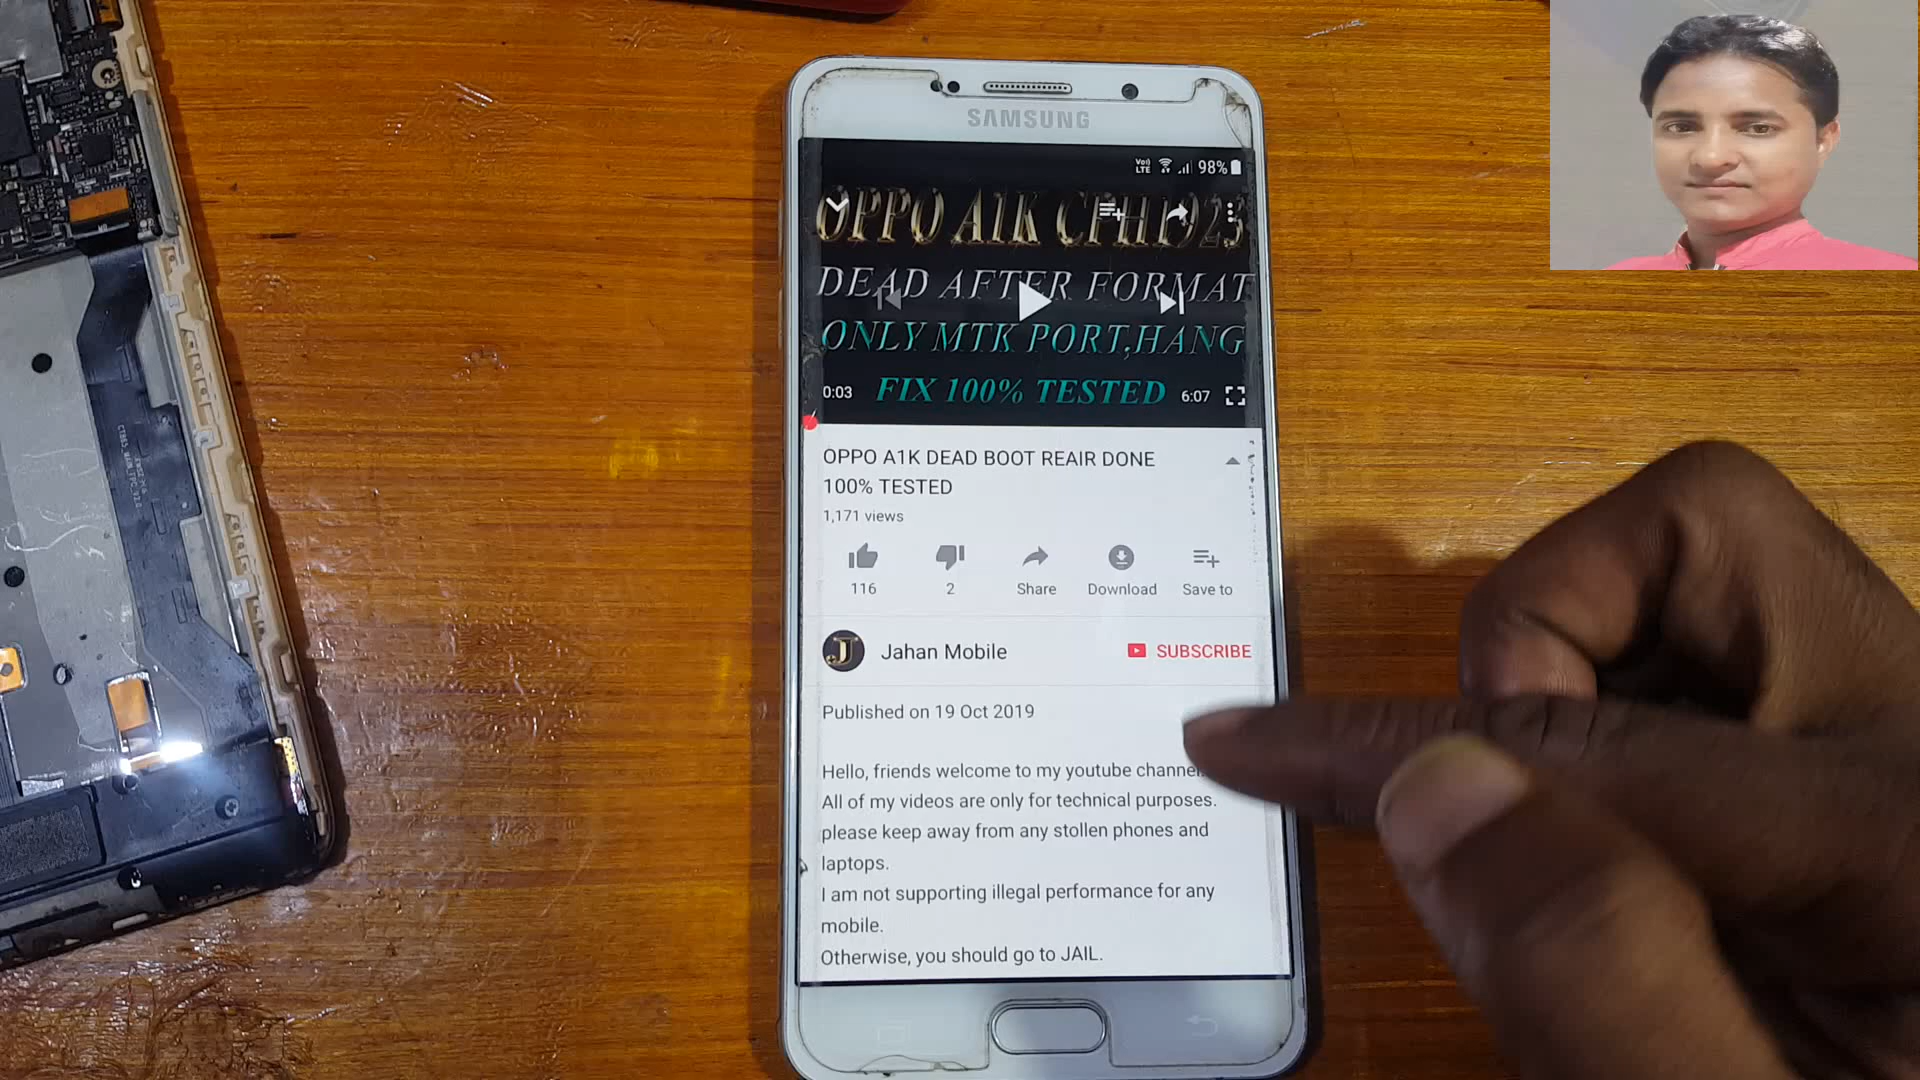 SAMSUNG
VoLTE 98%
OPPO A1K CPH1923
DEAD AFTER FORMAT
ONLY MTK PORT,HANG
0:03 FIX 100% TESTED 6:07
OPPO A1K DEAD BOOT REAIR DONE
100% TESTED
1,171 views
116 2 Share Download Save to
J Jahan Mobile SUBSCRIBE
Published on 19 Oct 2019
Hello, friends welcome to my youtube channel
All of my videos are only for technical purposes.
please keep away from any stollen phones and
laptops.
I am not supporting illegal performance for any
mobile.
Otherwise, you should go to JAIL.